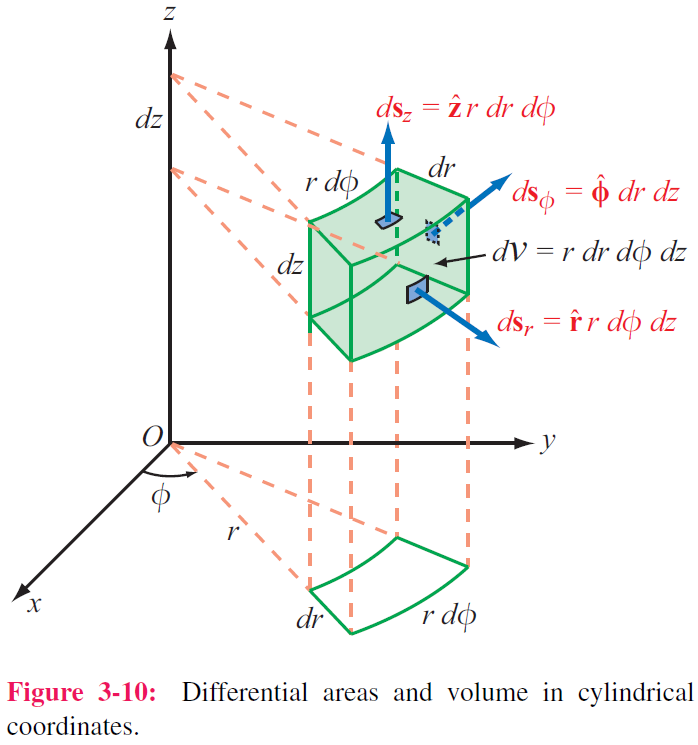 z
dz
d𝐬_z = 𝐳̂ r dr dϕ
r dϕ
dr
d𝐬_ϕ = 𝛟̂ dr dz
dz
d𝒱 = r dr dϕ dz
d𝐬_r = 𝐫̂ r dϕ dz
O
y
ϕ
r
x
dr
r dϕ
Figure 3-10: Differential areas and volume in cylindrical
coordinates.